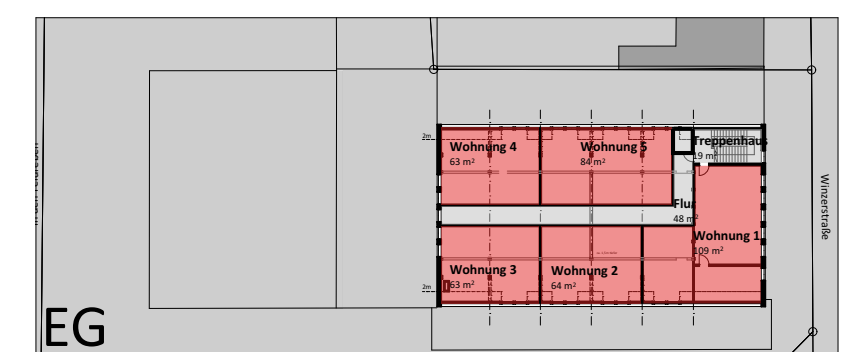 2m
Wohnung 4
63 m²
Wohnung 5
84 m²
Treppenhaus
19 m²
Flur
48 m²
Wohnung 1
109 m²
Wohnung 3
63 m²
Wohnung 2
64 m²
2m
Winzerstraße
EG